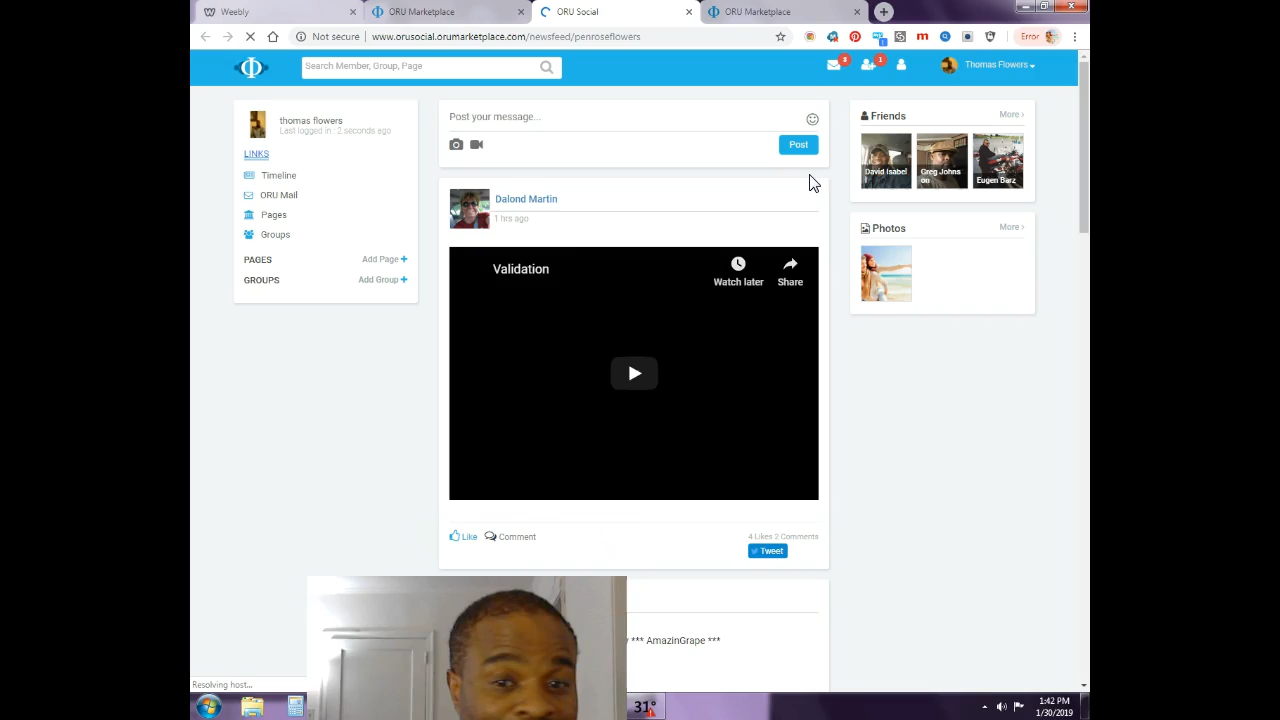 Weebly
ORU Marketplace
ORU Social
ORU Marketplace
Not secure
www.orusocial.orumarketplace.com/newsfeed/penroseflowers
Error
Search Member, Group, Page
3
1
Thomas Flowers
thomas flowers
Last logged in : 2 seconds ago
LINKS
Timeline
ORU Mail
Pages
Groups
PAGES
Add Page +
GROUPS
Add Group +
Post your message...
Post
Dalond Martin
1 hrs ago
Validation
Watch later
Share
Like
Comment
4 Likes 2 Comments
Tweet
*** AmazinGrape ***
Friends
More ›
David Isabel
l
Greg Johns
on
Eugen Barz
Photos
More ›
Resolving host...
31°
1:42 PM
1/30/2019